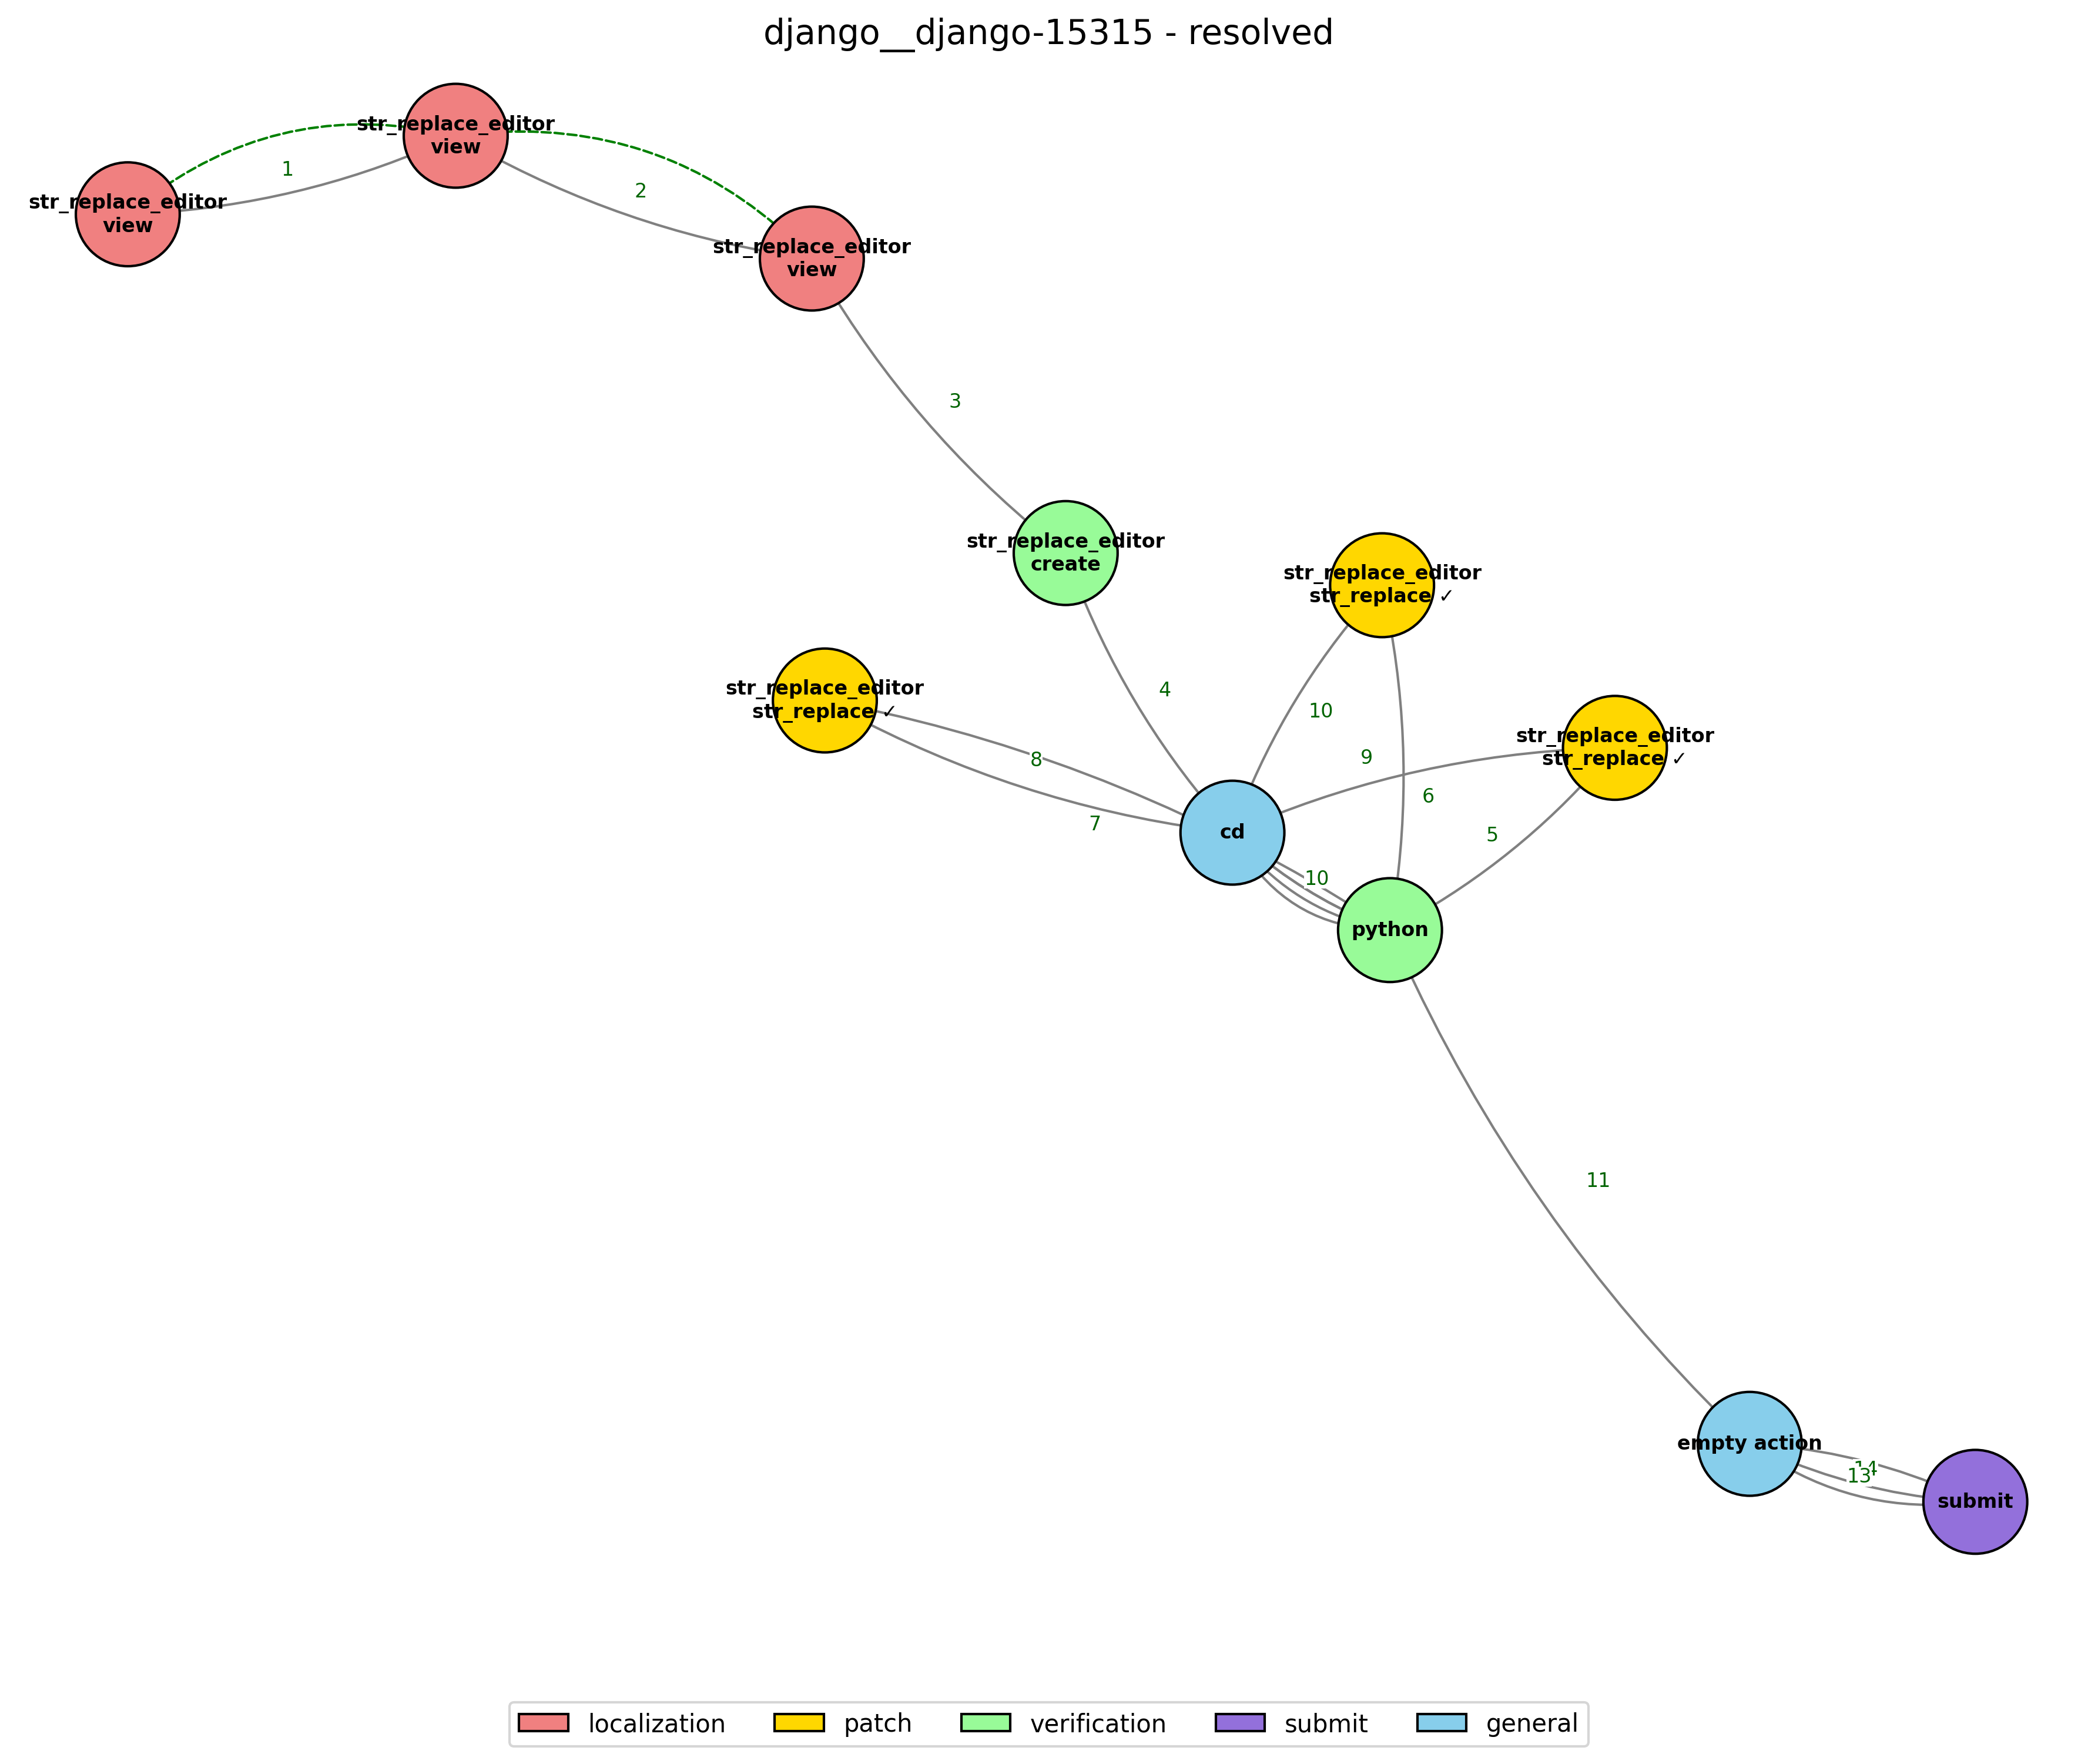 django__django-15315 - resolved
str_replace_editor
view
1
str_replace_editor
view
2
str_replace_editor
view
3
str_replace_editor
create
str_replace_editor
str_replace ✓
4
str_replace_editor
str_replace ✓
10
str_replace_editor
str_replace ✓
8
9
6
7
cd
5
10
python
11
empty action
14
13
submit
localization
patch
verification
submit
general